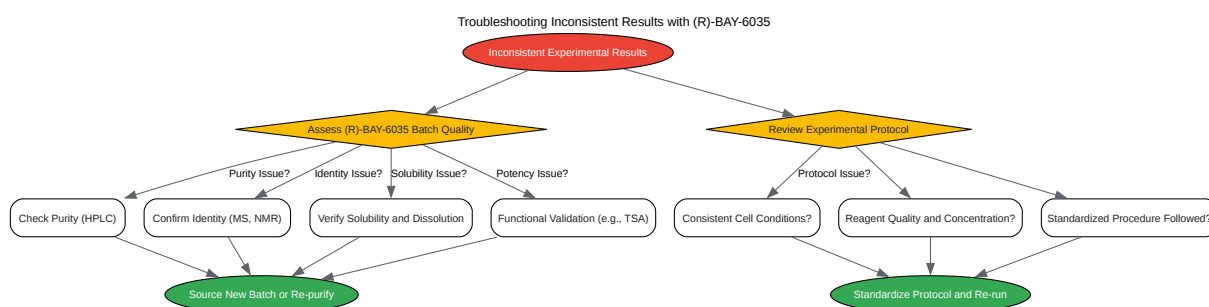 Troubleshooting Inconsistent Results with (R)-BAY-6035
Inconsistent Experimental Results
Assess (R)-BAY-6035 Batch Quality
Review Experimental Protocol
Purity Issue?
Identity Issue?
Solubility Issue?
Potency Issue?
Protocol Issue?
Check Purity (HPLC)
Confirm Identity (MS, NMR)
Verify Solubility and Dissolution
Functional Validation (e.g., TSA)
Consistent Cell Conditions?
Reagent Quality and Concentration?
Standardized Procedure Followed?
Source New Batch or Re-purify
Standardize Protocol and Re-run